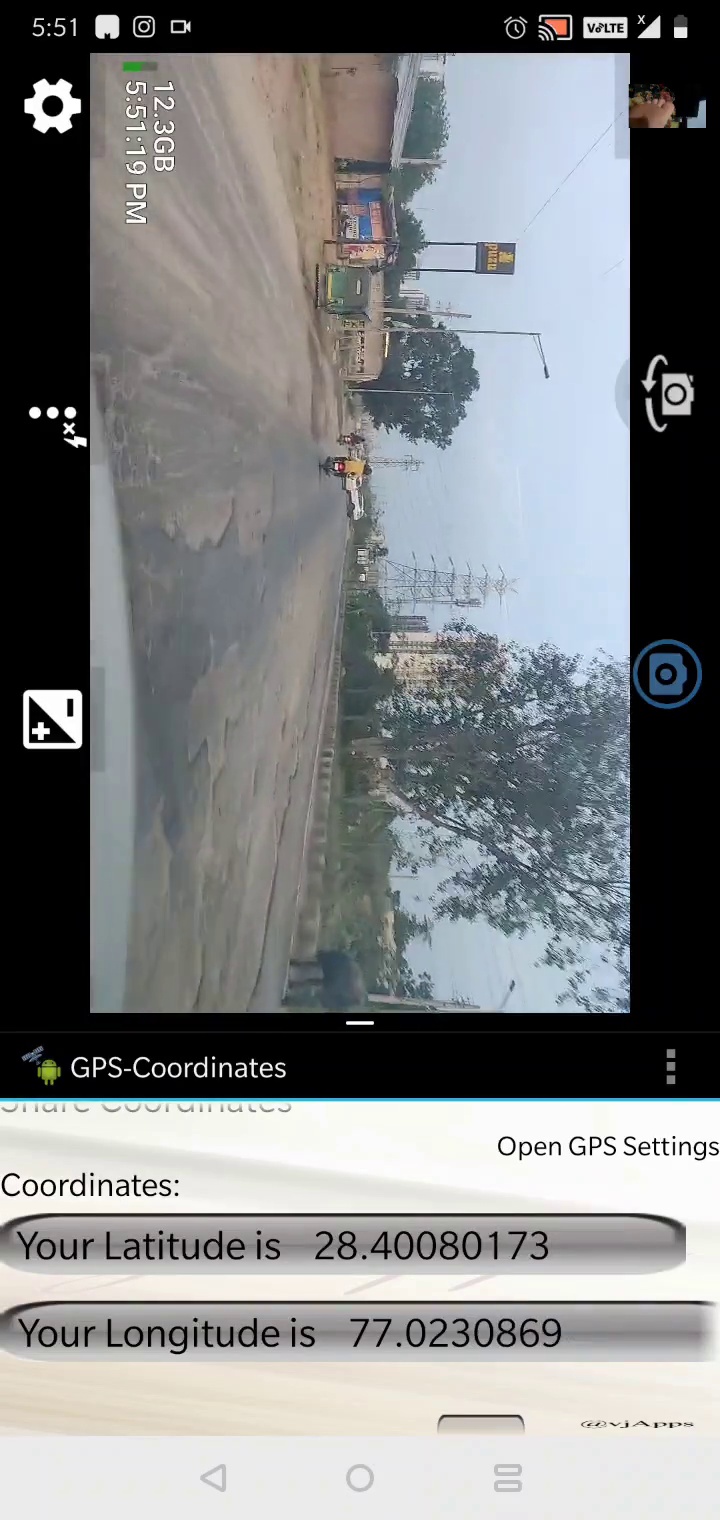 5:51
VoLTE
X
12.3GB
5:51:19 PM
GPS-Coordinates
Share Coordinates
Open GPS Settings
Coordinates:
Your Latitude is 28.40080173
Your Longitude is 77.0230869
@vjApps